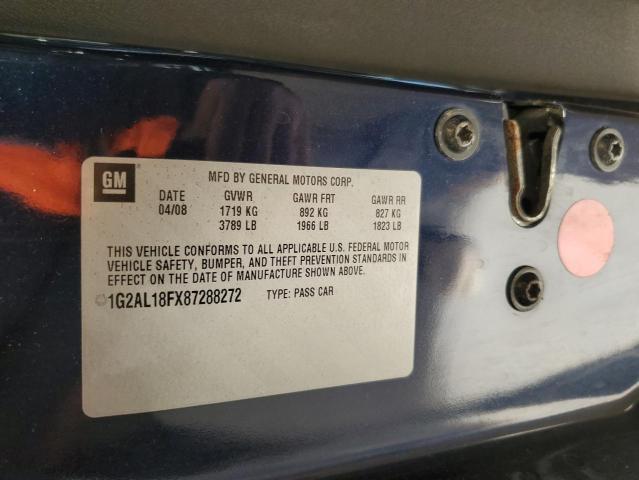 GM
MFD BY GENERAL MOTORS CORP.
DATE GVWR GAWR FRT GAWR RR
04/08 1719 KG 892 KG 827 KG
3789 LB 1966 LB 1823 LB
THIS VEHICLE CONFORMS TO ALL APPLICABLE U.S. FEDERAL MOTOR
VEHICLE SAFETY, BUMPER, AND THEFT PREVENTION STANDARDS IN
EFFECT ON THE DATE OF MANUFACTURE SHOWN ABOVE.
1G2AL18FX87288272 TYPE: PASS CAR